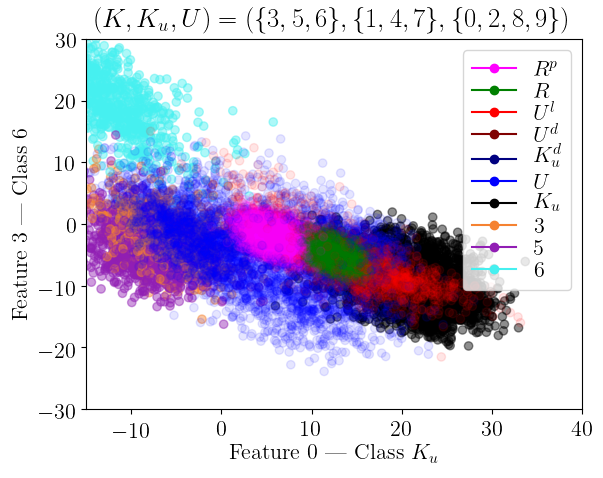 (K, K_u, U) = ({3, 5, 6}, {1, 4, 7}, {0, 2, 8, 9})
30
20
10
0
−10
−20
−30
Feature 3 — Class 6
R^p
R
U^l
U^d
K_u^d
U
K_u
3
5
6
−10 0 10 20 30 40
Feature 0 — Class K_u